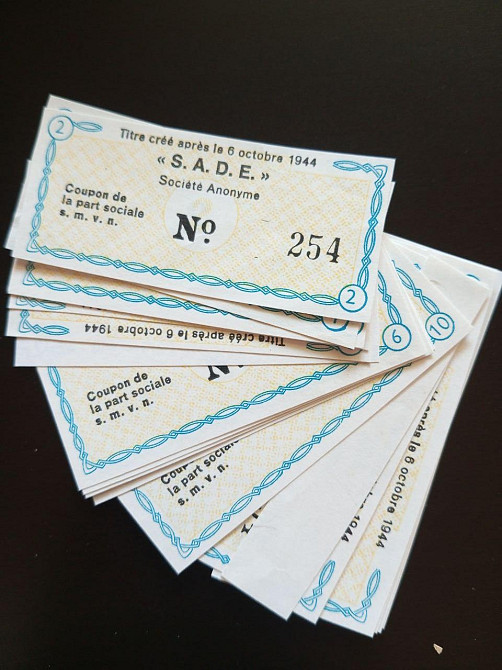 2
Titre créé après le 6 octobre 1944
« S. A. D. E. »
Société Anonyme
Coupon de
la part sociale
s. m. v. n.
Nº
254
2
6
10
Titre créé après le 6 octobre 1944
Coupon de
la part sociale
s. m. v. n.
Coupon de
la part sociale
s. m. v. n.
après le 6 octobre 1944
1944